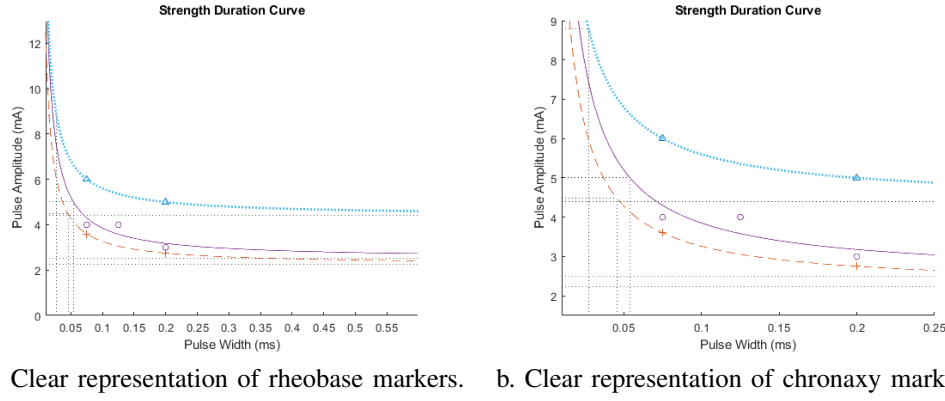 Strength Duration Curve
Pulse Amplitude (mA)
12
10
8
6
4
2
0
0.05 0.1 0.15 0.2 0.25 0.3 0.35 0.4 0.45 0.5 0.55
Pulse Width (ms)
Clear representation of rheobase markers.
Strength Duration Curve
Pulse Amplitude (mA)
9
8
7
6
5
4
3
2
0.05 0.1 0.15 0.2 0.25
Pulse Width (ms)
b. Clear representation of chronaxy mark